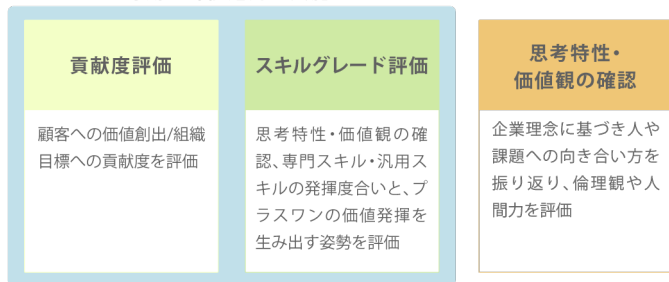 貢献度評価
顧客への価値創出/組織
目標への貢献度を評価
スキルグレード評価
思考特性・価値観の確
認、専門スキル・汎用ス
キルの発揮度合いと、プ
ラスワンの価値発揮を
生み出す姿勢を評価
思考特性・
価値観の確認
企業理念に基づき人や
課題への向き合い方を
振り返り、倫理観や人
間力を評価